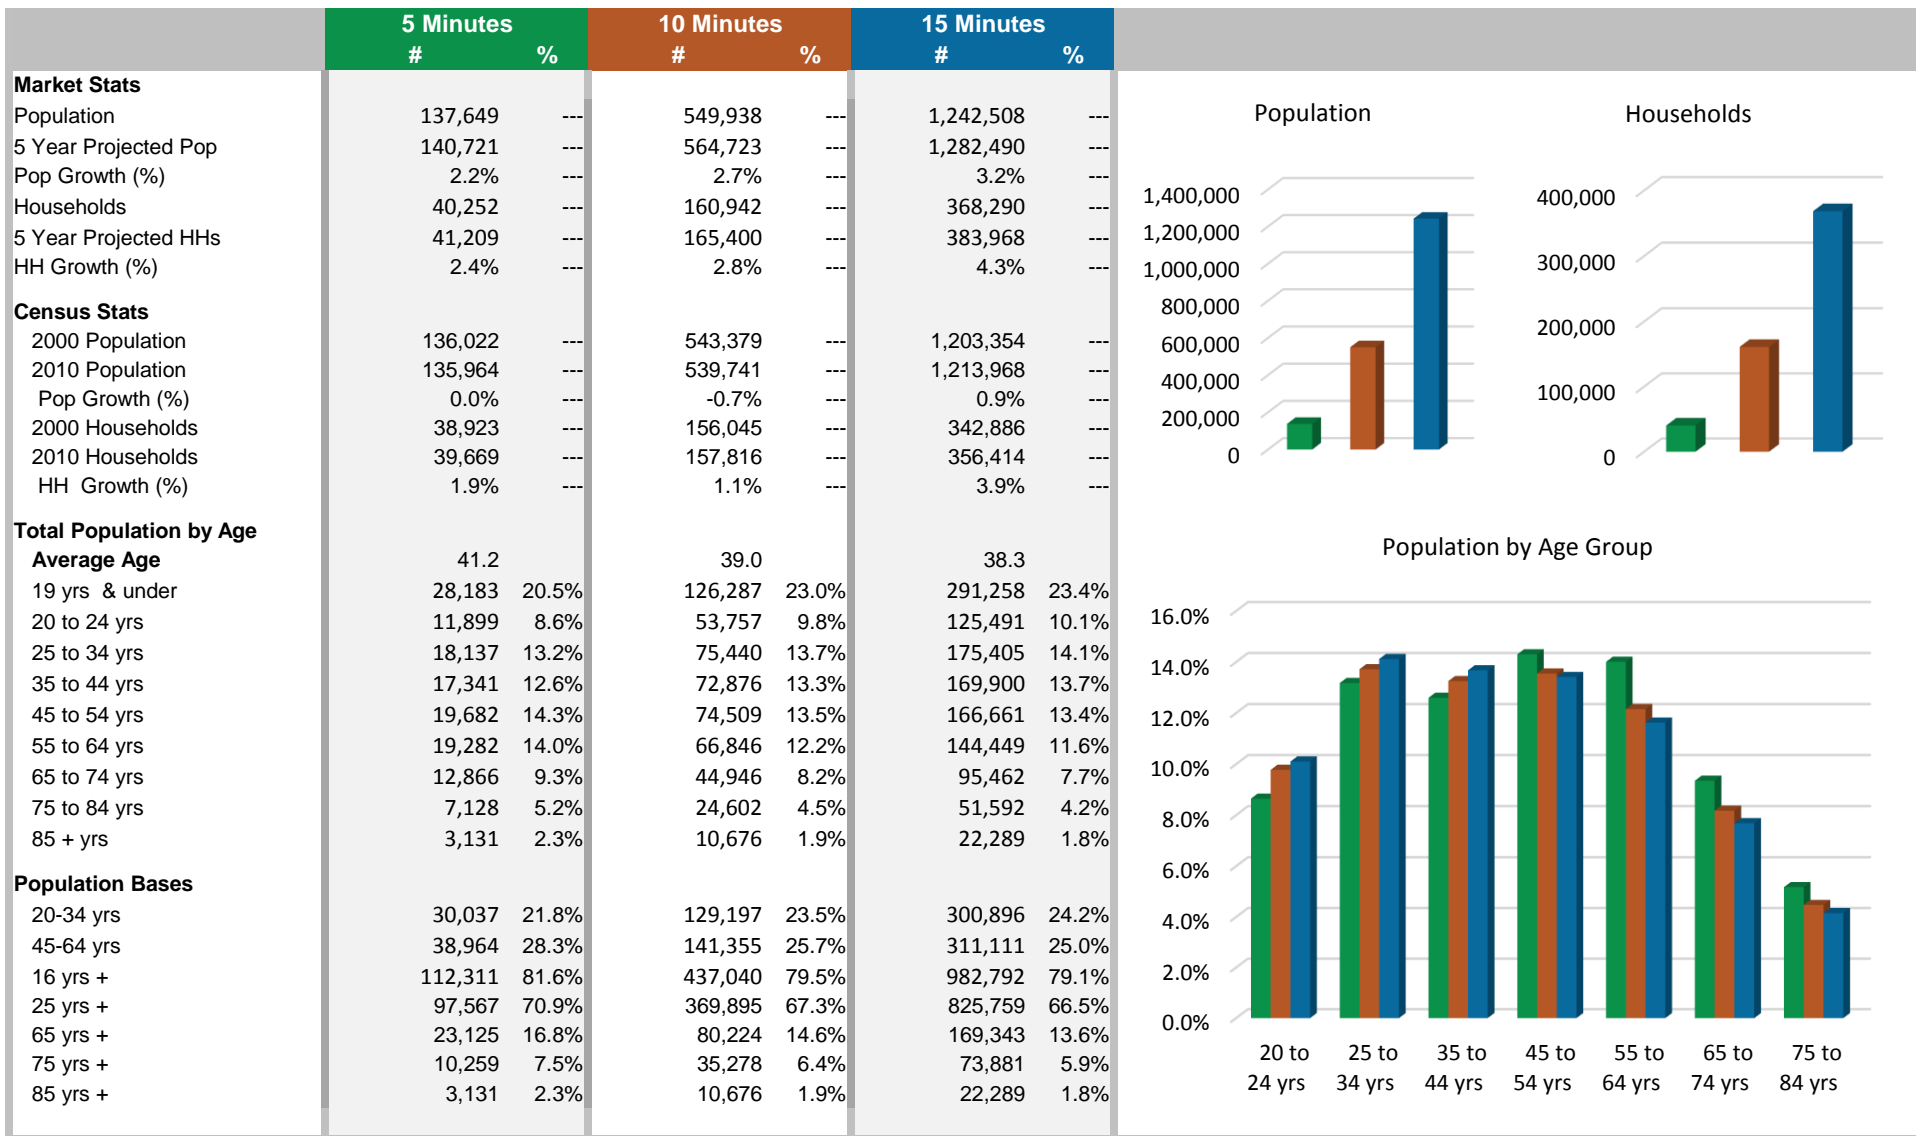 5 Minutes 10 Minutes 15 Minutes
# % # % # %
Market Stats
Population 137,649 --- 549,938 --- 1,242,508 ---
5 Year Projected Pop 140,721 --- 564,723 --- 1,282,490 ---
Pop Growth (%) 2.2% --- 2.7% --- 3.2% ---
Households 40,252 --- 160,942 --- 368,290 ---
5 Year Projected HHs 41,209 --- 165,400 --- 383,968 ---
HH Growth (%) 2.4% --- 2.8% --- 4.3% ---
Census Stats
2000 Population 136,022 --- 543,379 --- 1,203,354 ---
2010 Population 135,964 --- 539,741 --- 1,213,968 ---
Pop Growth (%) 0.0% --- -0.7% --- 0.9% ---
2000 Households 38,923 --- 156,045 --- 342,886 ---
2010 Households 39,669 --- 157,816 --- 356,414 ---
HH Growth (%) 1.9% --- 1.1% --- 3.9% ---
Total Population by Age
Average Age 41.2 39.0 38.3
19 yrs & under 28,183 20.5% 126,287 23.0% 291,258 23.4%
20 to 24 yrs 11,899 8.6% 53,757 9.8% 125,491 10.1%
25 to 34 yrs 18,137 13.2% 75,440 13.7% 175,405 14.1%
35 to 44 yrs 17,341 12.6% 72,876 13.3% 169,900 13.7%
45 to 54 yrs 19,682 14.3% 74,509 13.5% 166,661 13.4%
55 to 64 yrs 19,282 14.0% 66,846 12.2% 144,449 11.6%
65 to 74 yrs 12,866 9.3% 44,946 8.2% 95,462 7.7%
75 to 84 yrs 7,128 5.2% 24,602 4.5% 51,592 4.2%
85 + yrs 3,131 2.3% 10,676 1.9% 22,289 1.8%
Population Bases
20-34 yrs 30,037 21.8% 129,197 23.5% 300,896 24.2%
45-64 yrs 38,964 28.3% 141,355 25.7% 311,111 25.0%
16 yrs + 112,311 81.6% 437,040 79.5% 982,792 79.1%
25 yrs + 97,567 70.9% 369,895 67.3% 825,759 66.5%
65 yrs + 23,125 16.8% 80,224 14.6% 169,343 13.6%
75 yrs + 10,259 7.5% 35,278 6.4% 73,881 5.9%
85 yrs + 3,131 2.3% 10,676 1.9% 22,289 1.8%
Population
1,400,000
1,200,000
1,000,000
800,000
600,000
400,000
200,000
0
Households
400,000
300,000
200,000
100,000
0
Population by Age Group
16.0%
14.0%
12.0%
10.0%
8.0%
6.0%
4.0%
2.0%
0.0%
20 to 25 to 35 to 45 to 55 to 65 to 75 to
24 yrs 34 yrs 44 yrs 54 yrs 64 yrs 74 yrs 84 yrs